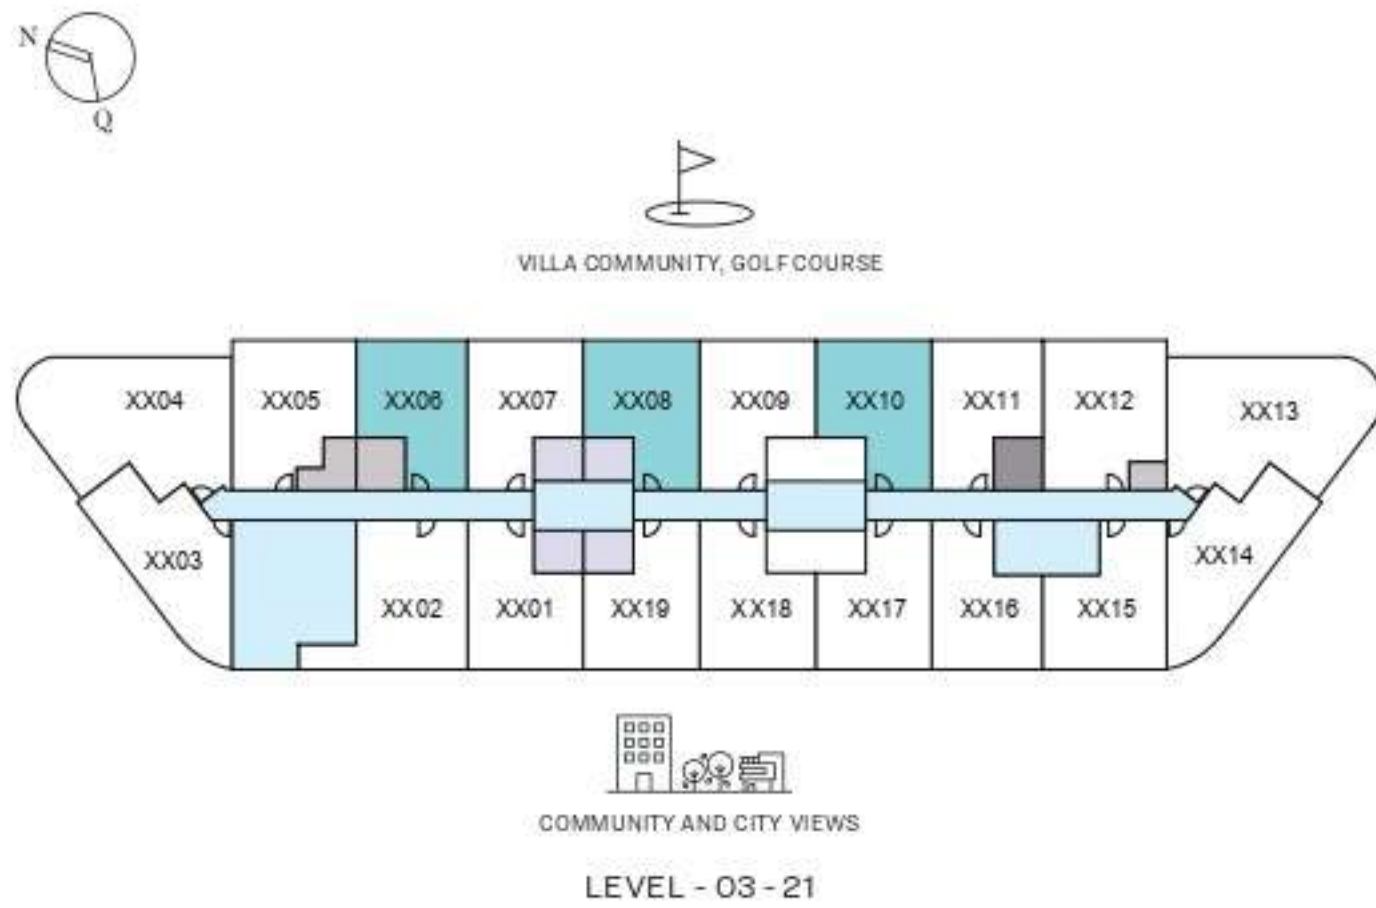 N
Q
VILLA COMMUNITY, GOLF COURSE
XX04 XX05 XX06 XX07 XX08 XX09 XX10 XX11 XX12 XX13
XX03 XX14
XX02 XX01 XX19 XX18 XX17 XX16 XX15
COMMUNITY AND CITY VIEWS
LEVEL - 03 - 21